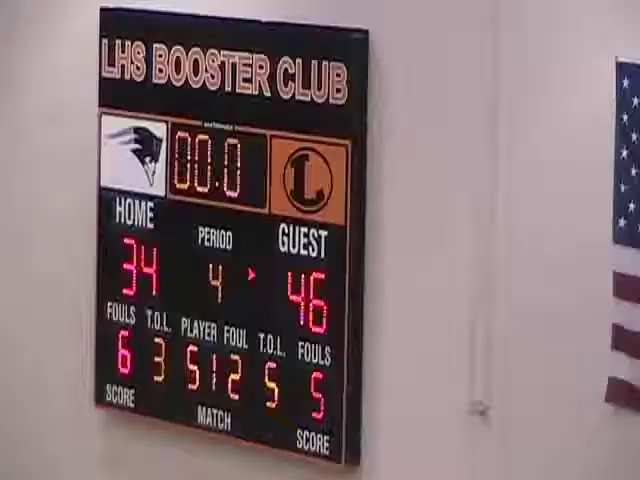 LHS BOOSTER CLUB
00.0
L
HOME PERIOD GUEST
34 4 46
FOULS T.O.L. PLAYER FOUL T.O.L. FOULS
6 3 51 2 5 5
SCORE MATCH SCORE